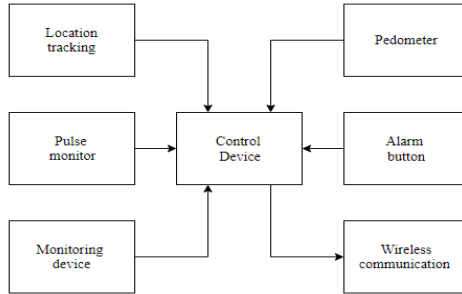 Location
tracking
Pedometer
Pulse
monitor
Control
Device
Alarm
button
Monitoring
device
Wireless
communication